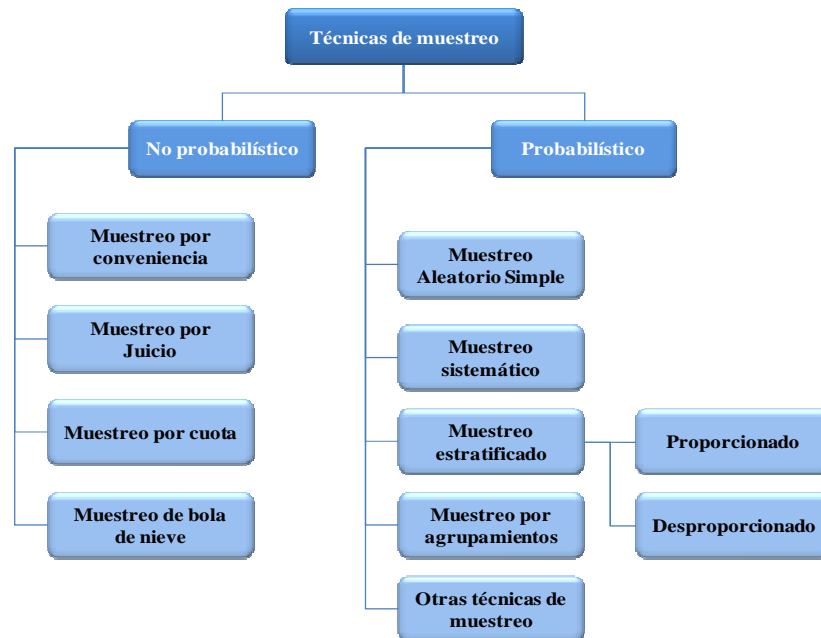 Técnicas de muestreo
No probabilístico
Muestreo por
conveniencia
Muestreo por
Juicio
Muestreo por cuota
Muestreo de bola
de nieve
Probabilístico
Muestreo
Aleatorio Simple
Muestreo
sistemático
Muestreo
estratificado
Proporcionado
Desproporcionado
Muestreo por
agrupamientos
Otras técnicas de
muestreo